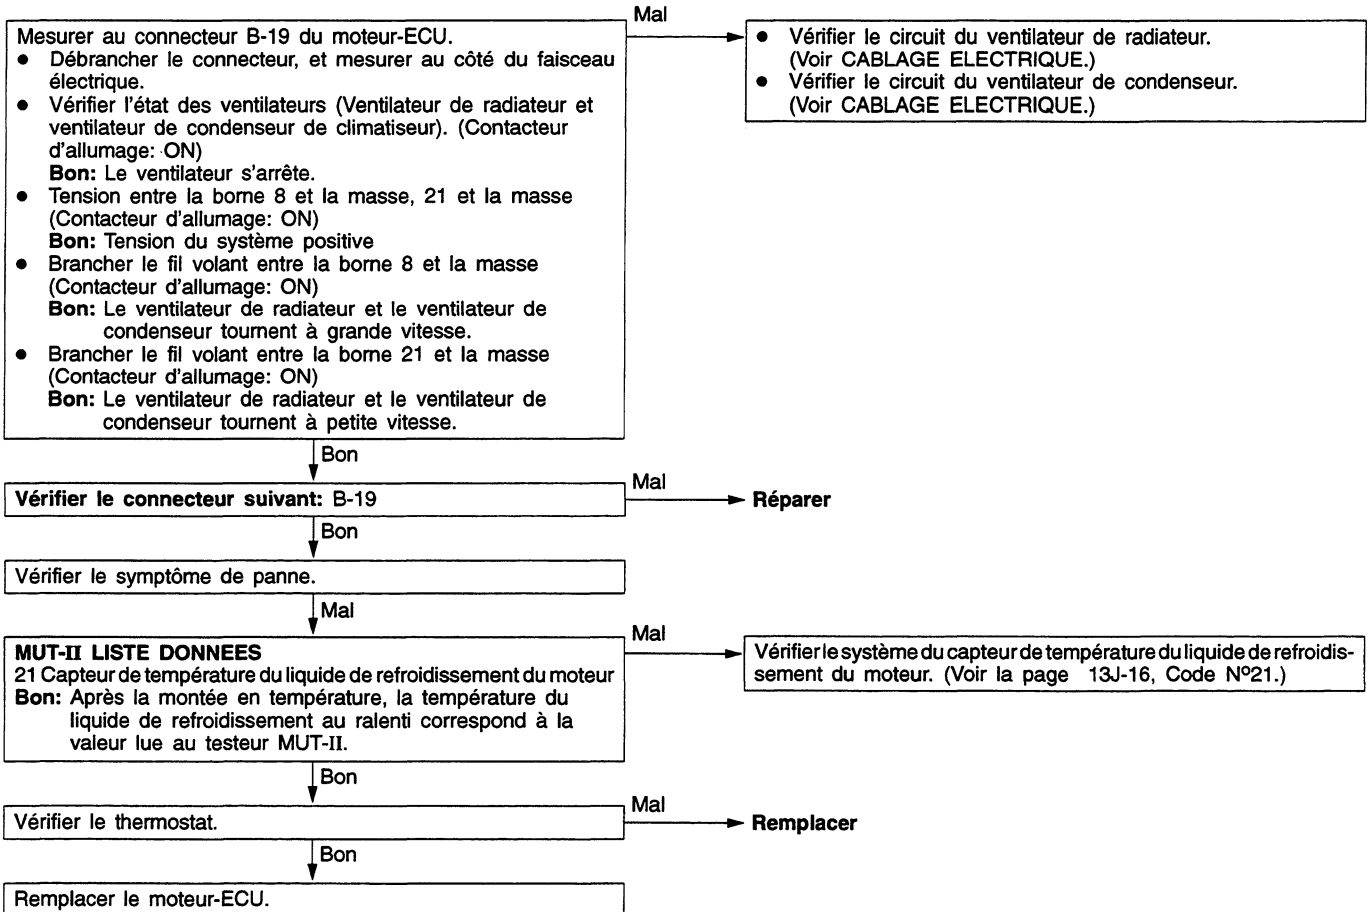 Mesurer au connecteur B-19 du moteur-ECU.
● Débrancher le connecteur, et mesurer au côté du faisceau
électrique.
● Vérifier l'état des ventilateurs (Ventilateur de radiateur et
ventilateur de condenseur de climatiseur). (Contacteur
d'allumage: ON)
Bon: Le ventilateur s'arrête.
● Tension entre la borne 8 et la masse, 21 et la masse
(Contacteur d'allumage: ON)
Bon: Tension du système positive
● Brancher le fil volant entre la borne 8 et la masse
(Contacteur d'allumage: ON)
Bon: Le ventilateur de radiateur et le ventilateur de
condenseur tournent à grande vitesse.
● Brancher le fil volant entre la borne 21 et la masse
(Contacteur d'allumage: ON)
Bon: Le ventilateur de radiateur et le ventilateur de
condenseur tournent à petite vitesse.
Mal
● Vérifier le circuit du ventilateur de radiateur.
(Voir CABLAGE ELECTRIQUE.)
● Vérifier le circuit du ventilateur de condenseur.
(Voir CABLAGE ELECTRIQUE.)
Bon
Vérifier le connecteur suivant: B-19
Mal
Réparer
Bon
Vérifier le symptôme de panne.
Mal
MUT-II LISTE DONNEES
21 Capteur de température du liquide de refroidissement du moteur
Bon: Après la montée en température, la température du
liquide de refroidissement au ralenti correspond à la
valeur lue au testeur MUT-II.
Mal
Vérifier le système du capteur de température du liquide de refroidis-
sement du moteur. (Voir la page 13J-16, Code Nº21.)
Bon
Vérifier le thermostat.
Mal
Remplacer
Bon
Remplacer le moteur-ECU.